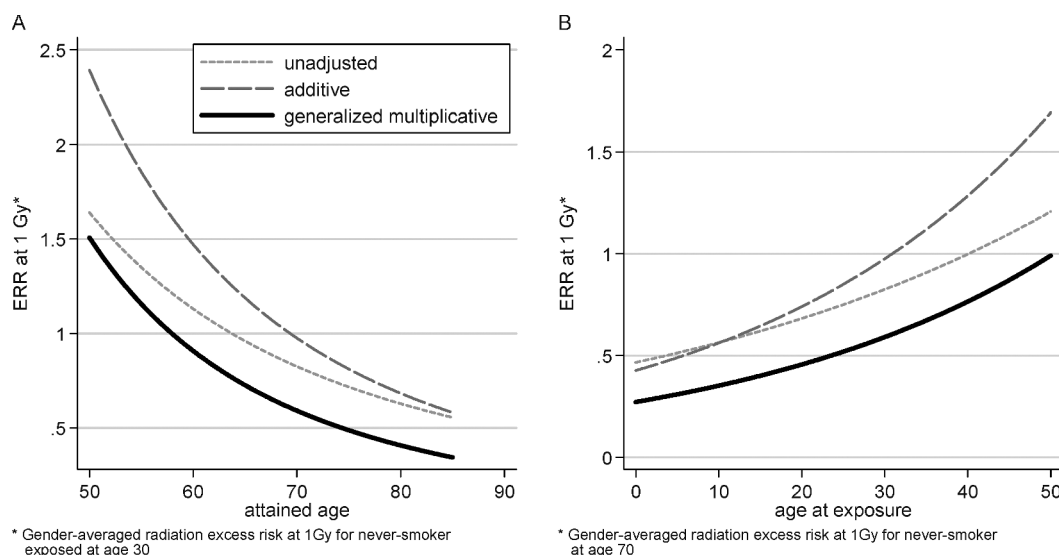 A
ERR at 1 Gy*
2.5
2
1.5
1
.5
50
60
70
80
90
attained age
unadjusted
additive
generalized multiplicative
* Gender-averaged radiation excess risk at 1Gy for never-smoker
exposed at age 30
B
ERR at 1 Gy*
2
1.5
1
.5
0
0
10
20
30
40
50
age at exposure
* Gender-averaged radiation excess risk at 1Gy for never-smoker
at age 70